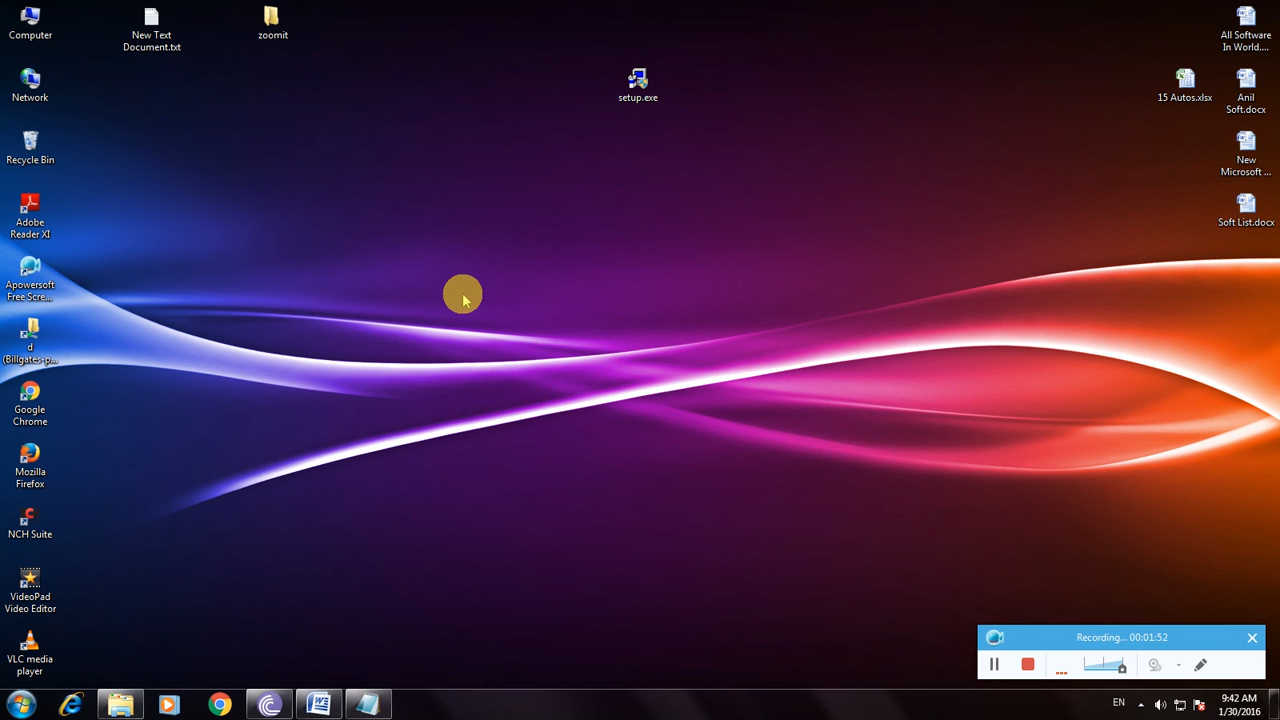 Computer
New Text
Document.txt
zoomit
setup.exe
All Software
In World....
Network
15 Autos.xlsx
Anil
Soft.docx
Recycle Bin
New
Microsoft ...
Adobe
Reader XI
Soft List.docx
Apowersoft
Free Scre...
d
(Billgates-p...
Google
Chrome
Mozilla
Firefox
NCH Suite
VideoPad
Video Editor
VLC media
player
Recording... 00:01:52
EN
9:42 AM
1/30/2016